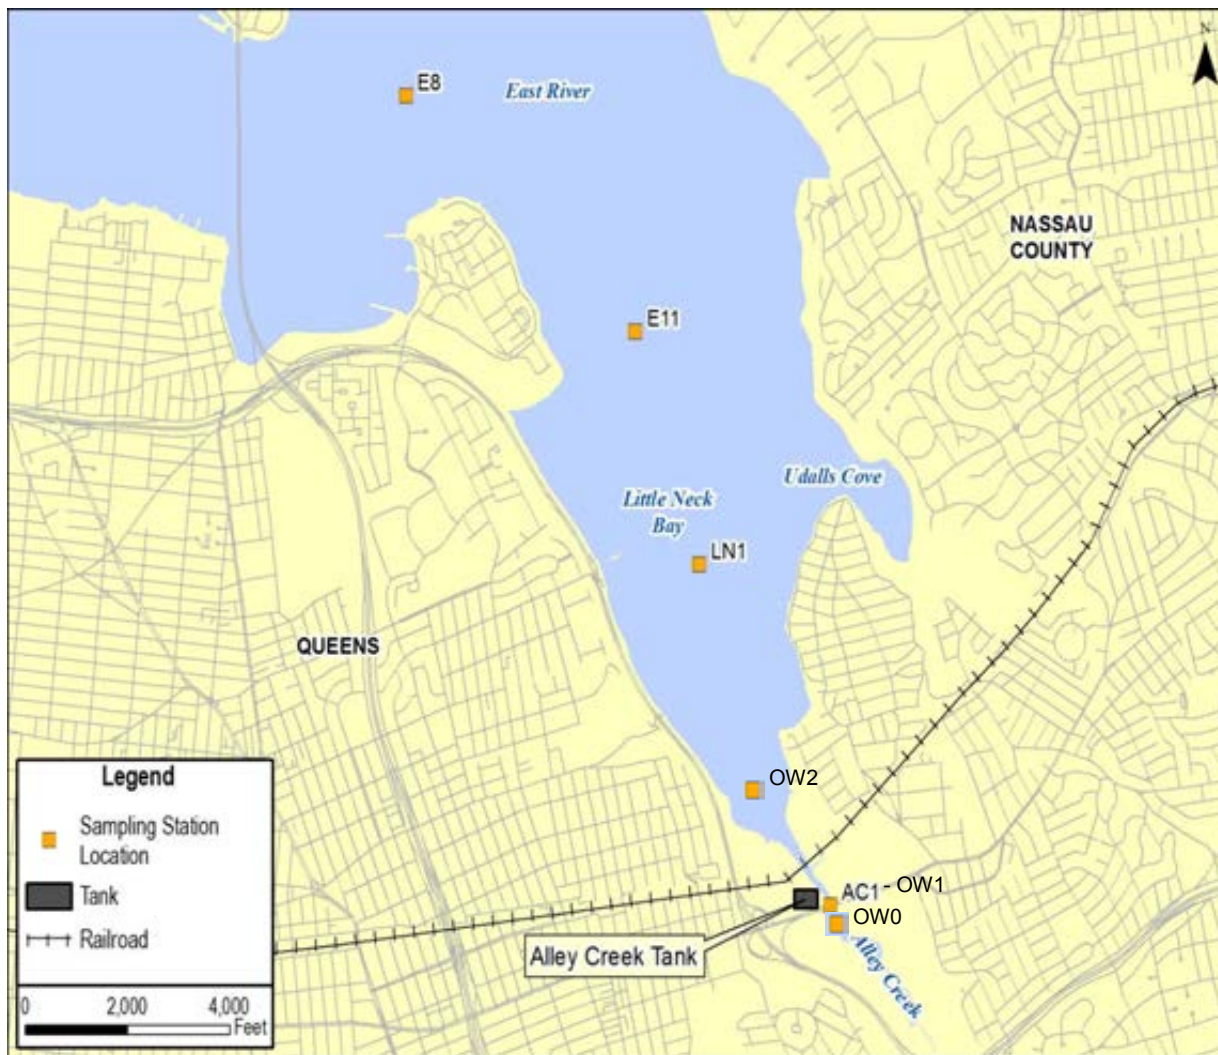 N
E8
East River
NASSAU
COUNTY
E11
Udalls Cove
Little Neck
Bay
LN1
QUEENS
OW2
AC1 - OW1
OW0
Alley Creek Tank
Alley Creek
Legend
Sampling Station
Location
Tank
Railroad
0 2,000 4,000
Feet